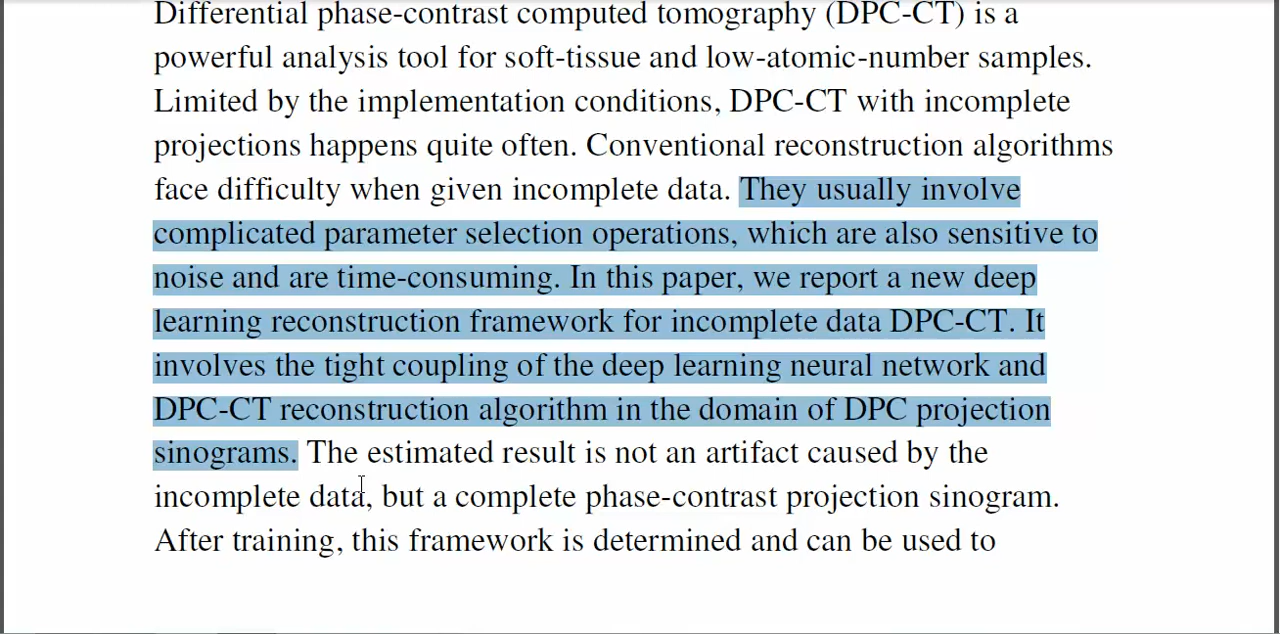 Differential phase-contrast computed tomography (DPC-CT) is a
powerful analysis tool for soft-tissue and low-atomic-number samples.
Limited by the implementation conditions, DPC-CT with incomplete
projections happens quite often. Conventional reconstruction algorithms
face difficulty when given incomplete data. They usually involve
complicated parameter selection operations, which are also sensitive to
noise and are time-consuming. In this paper, we report a new deep
learning reconstruction framework for incomplete data DPC-CT. It
involves the tight coupling of the deep learning neural network and
DPC-CT reconstruction algorithm in the domain of DPC projection
sinograms. The estimated result is not an artifact caused by the
incomplete data, but a complete phase-contrast projection sinogram.
After training, this framework is determined and can be used to